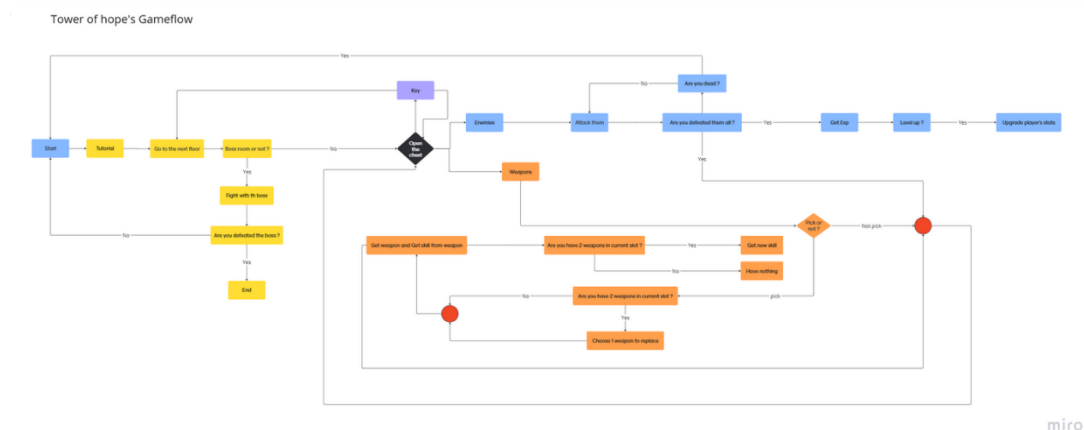 Tower of hope's Gameflow
Yes
Key
No
Are you dead ?
Start
Tutorial
Go to the next floor
Boss room or not ?
No
Open
the
chest
Enemies
Attack them
Are you defeated them all ?
Yes
Get Exp
Level up ?
Yes
Upgrade player's stats
Yes
Yes
Weapons
Fight with th boss
Pick or
not ?
Not pick
No
Are you defeated the boss ?
Get weapon and Get skill from weapon
Are you have 2 weapons in current slot ?
Yes
Get new skill
Yes
No
Have nothing
End
No
Are you have 2 weapons in current slot ?
pick
Yes
Choose 1 weapon to replace
miro